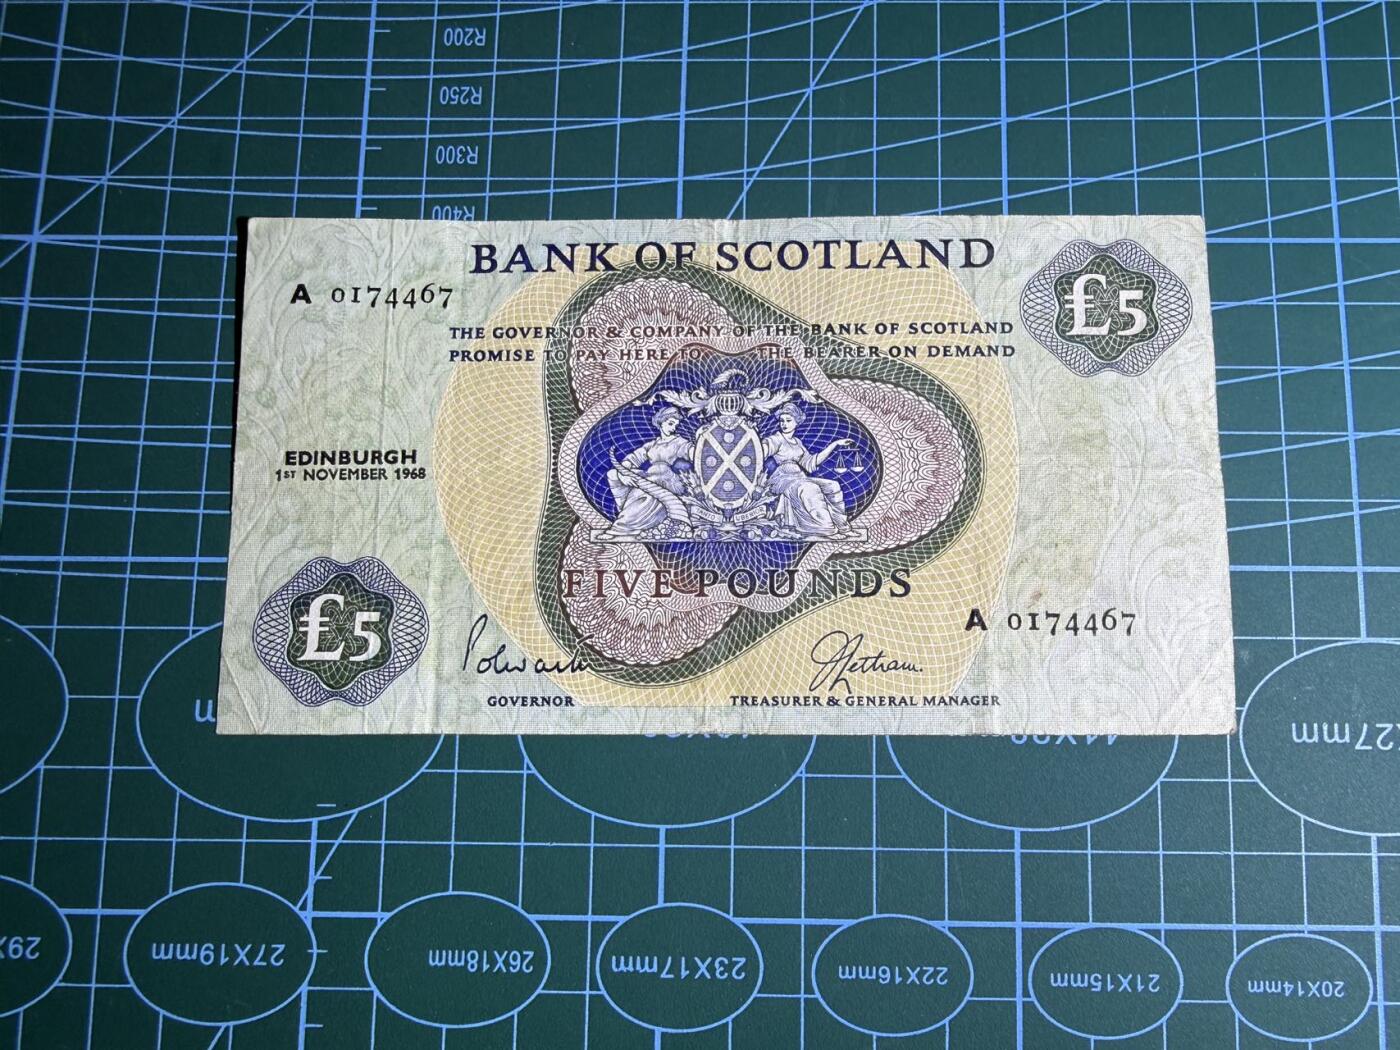 R200
R250
R300
R400
BANK OF SCOTLAND
A 0174467
£5
THE GOVERNOR & COMPANY OF THE BANK OF SCOTLAND
PROMISE TO PAY HERE TO THE BEARER ON DEMAND
EDINBURGH
1ST NOVEMBER 1968
FIVE POUNDS
£5
A 0174467
Polwarth
GOVERNOR
JLetham.
TREASURER & GENERAL MANAGER
27X19mm
26X18mm
23X17mm
22X16mm
21X15mm
20X14mm